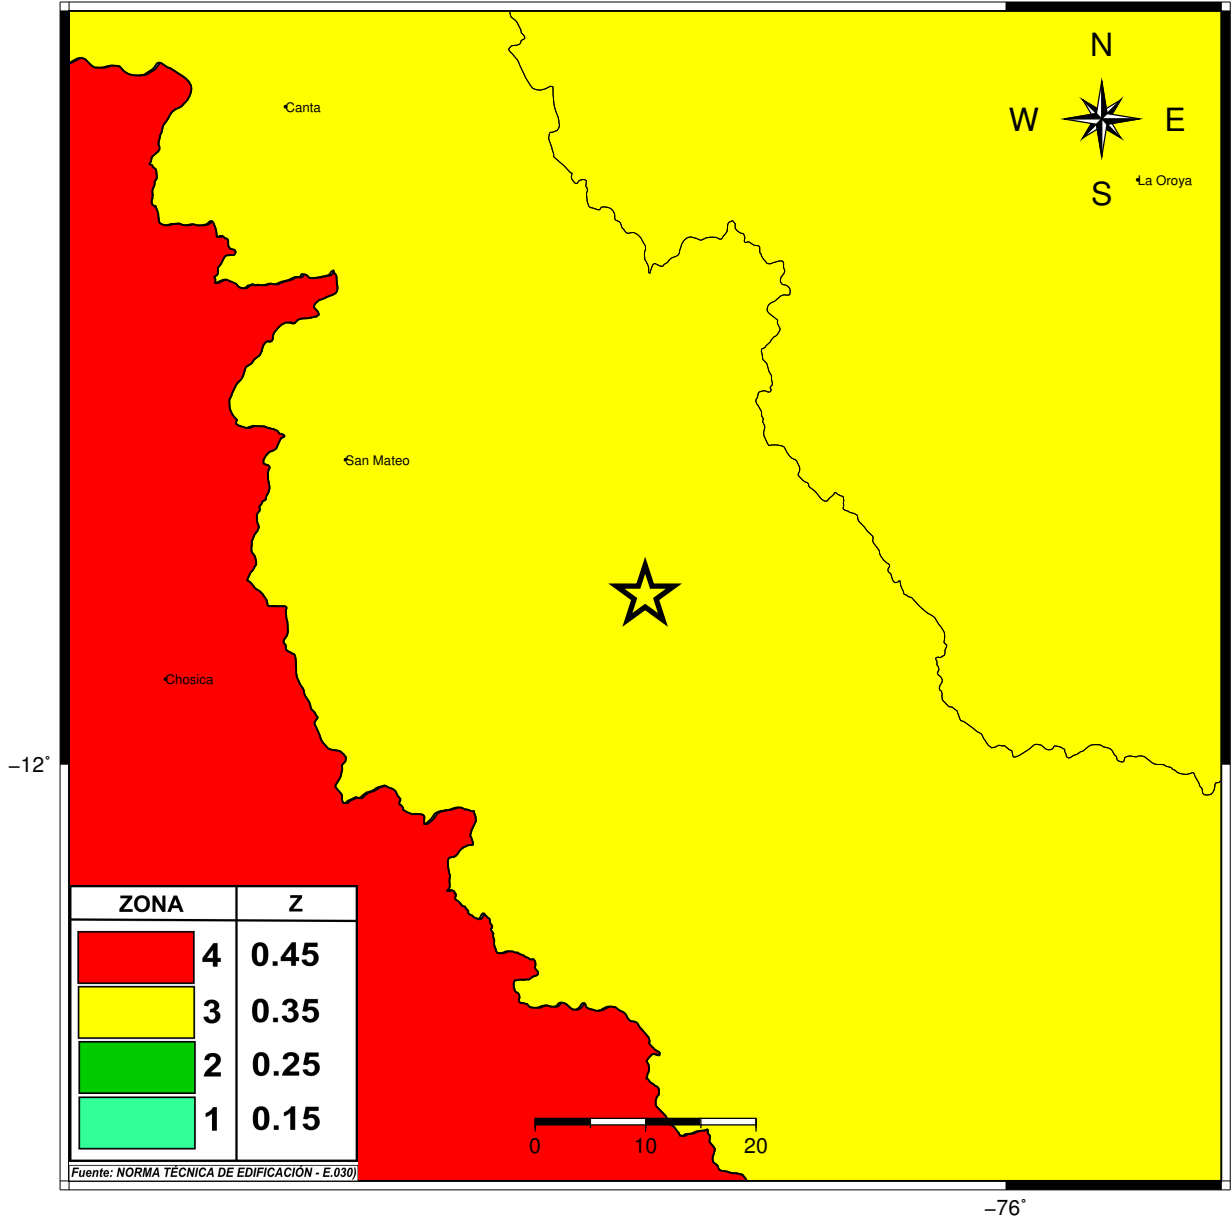 N
Canta
W E
La Oroya
S
San Mateo
Chosica
−12°
ZONA Z
4 0.45
3 0.35
2 0.25
1 0.15
0 10 20
Fuente: NORMA TÉCNICA DE EDIFICACIÓN - E.030)
−76°